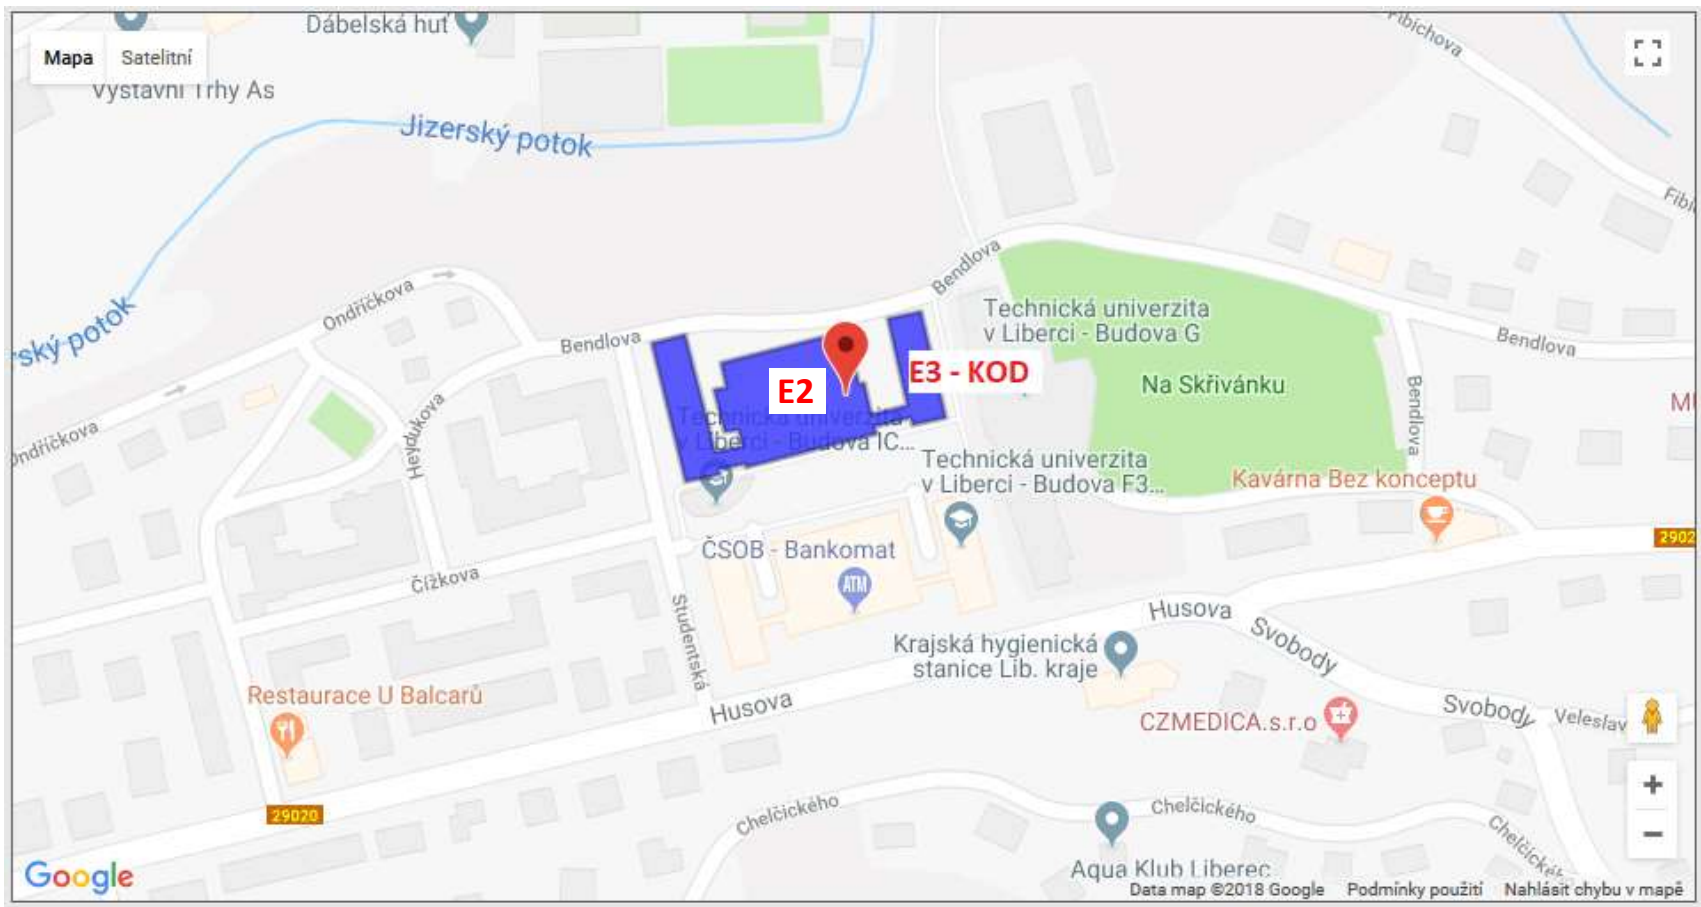 Dábelská huť
Mapa
Satelitní
Výstavní Trhy As
Fibichova
Jizerský potok
Fibi
Bendlova
Ondříčkova
Technická univerzita
v Liberci - Budova G
ský potok
Bendlova
Bendlova
E3 - KOD
E2
Na Skřivánku
Bendlova
Heydukova
Ondříčkova
Technická univerzita
v Liberci - Budova IC...
Technická univerzita
v Liberci - Budova F3...
Kavárna Bez konceptu
2902
ČSOB - Bankomat
ATM
Čížkova
Studentská
Husova
Svobody
Krajská hygienická
stanice Lib. kraje
Restaurace U Balcarů
Husova
CZMEDICA.s.r.o
Svobody
Veleslav
29020
Chelčického
Chelčického
Chelčické
Aqua Klub Liberec
Google
Data map ©2018 Google
Podmínky použití
Nahlásit chybu v mapě